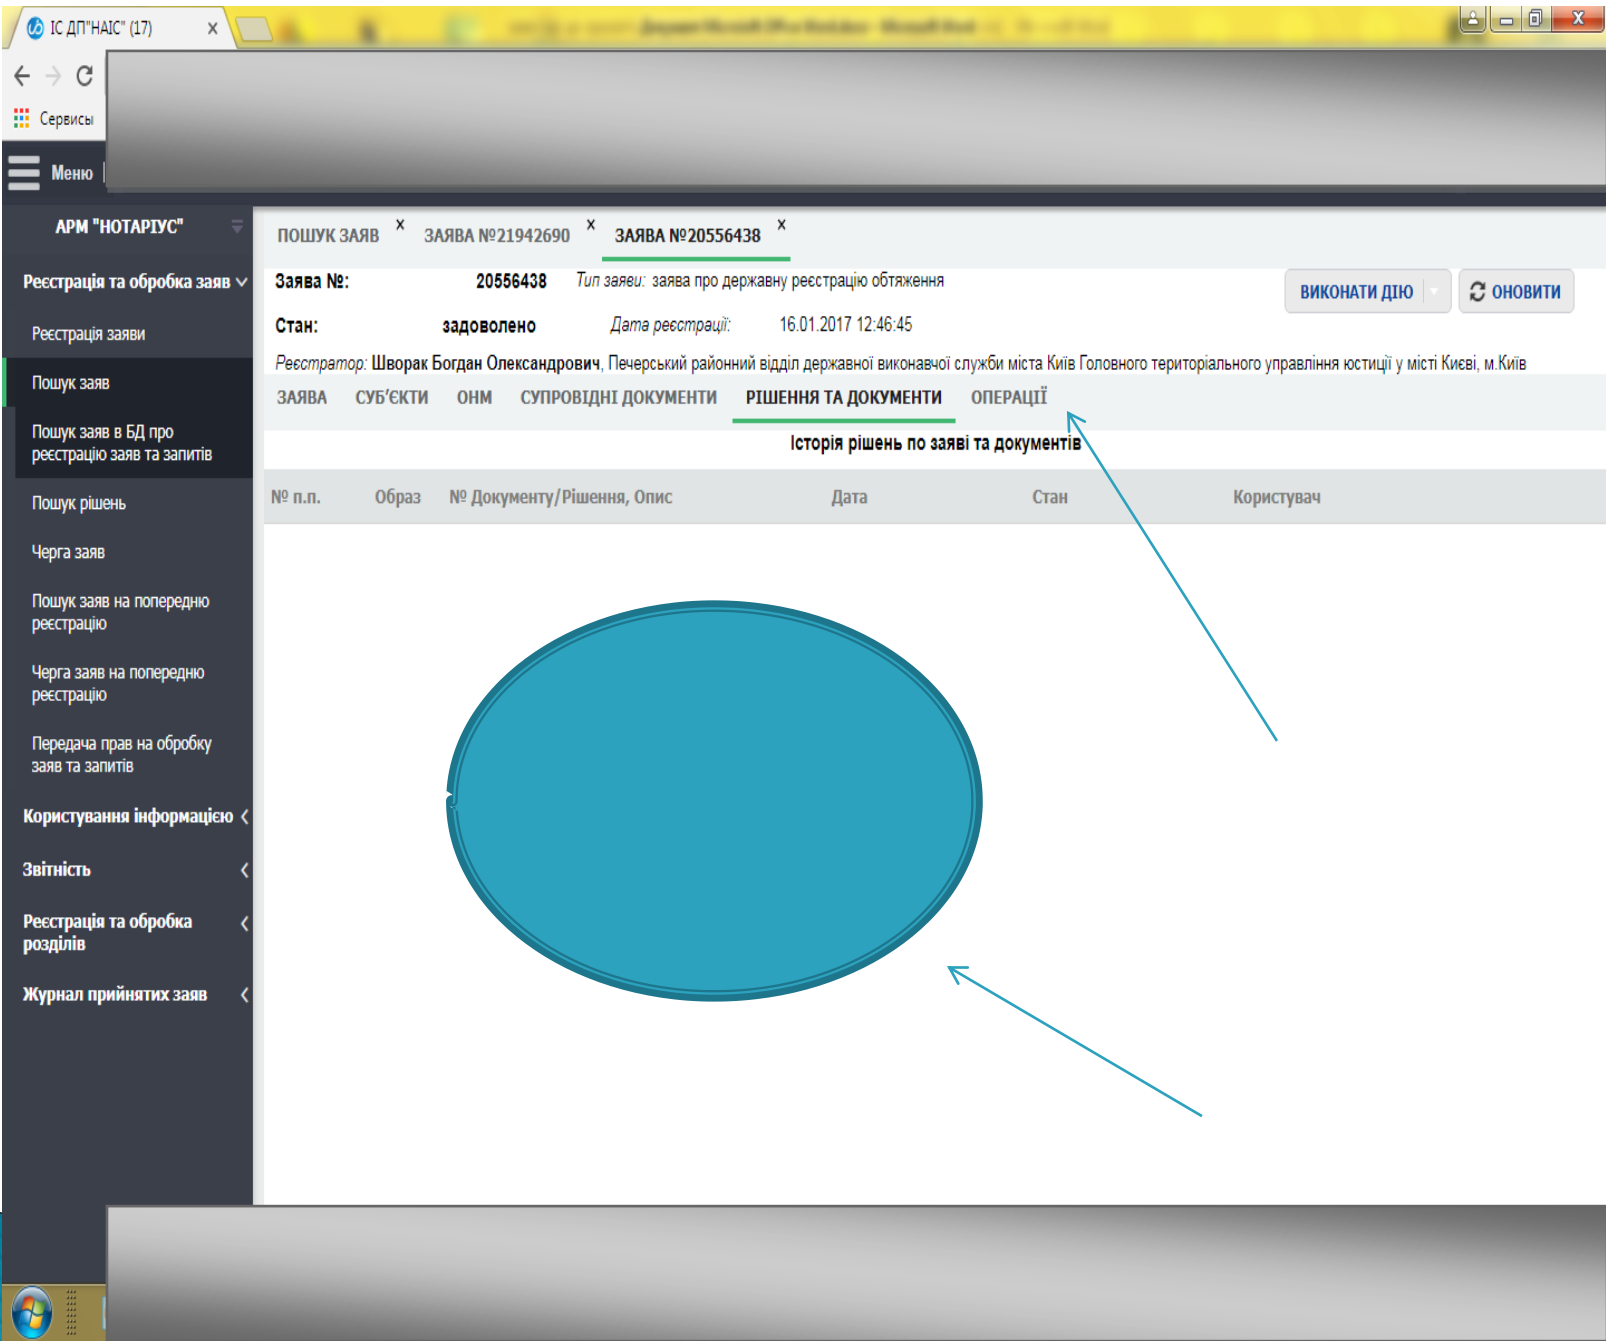 ІС ДП"НАІС" (17)
Сервисы
Меню
АРМ "НОТАРІУС"
Реєстрація та обробка заяв
Реєстрація заяви
Пошук заяв
Пошук заяв в БД про
реєстрацію заяв та запитів
Пошук рішень
Черга заяв
Пошук заяв на попередню
реєстрацію
Черга заяв на попередню
реєстрацію
Передача прав на обробку
заяв та запитів
Користування інформацією
Звітність
Реєстрація та обробка
розділів
Журнал прийнятих заяв
ПОШУК ЗАЯВ ЗАЯВА №21942690 ЗАЯВА №20556438
Заява №: 20556438 Тип заяви: заява про державну реєстрацію обтяження
ВИКОНАТИ ДІЮ ОНОВИТИ
Стан: задоволено Дата реєстрації: 16.01.2017 12:46:45
Реєстратор: Шворак Богдан Олександрович, Печерський районний відділ державної виконавчої служби міста Київ Головного територіального управління юстиції у місті Києві, м.Київ
ЗАЯВА СУБ'ЄКТИ ОНМ СУПРОВІДНІ ДОКУМЕНТИ РІШЕННЯ ТА ДОКУМЕНТИ ОПЕРАЦІЇ
Історія рішень по заяві та документів
№ п.п. Образ № Документу/Рішення, Опис Дата Стан Користувач